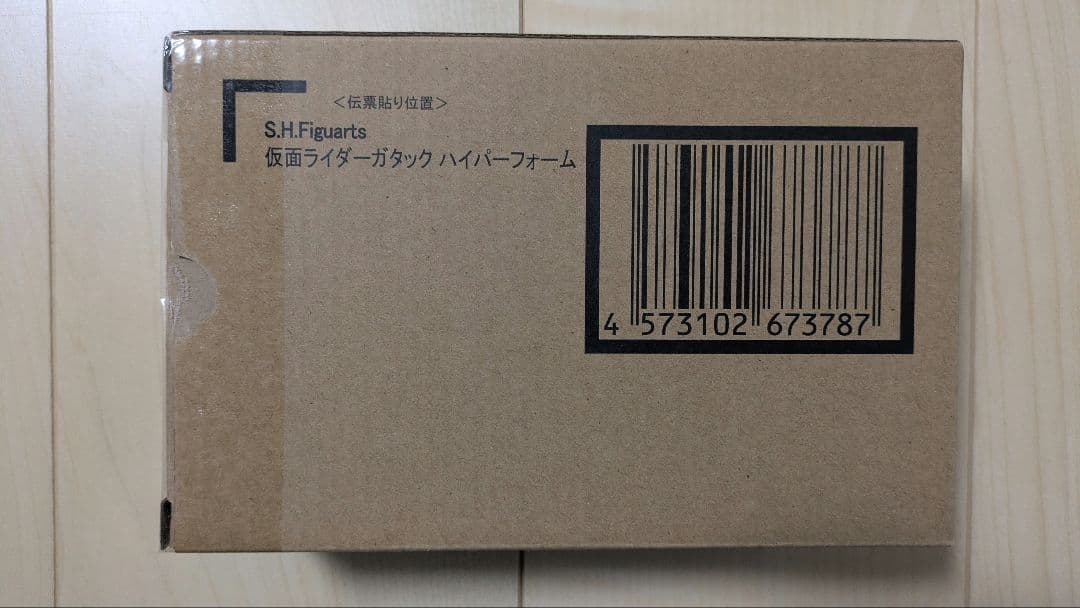 ＜伝票貼り位置＞
S.H.Figuarts
仮面ライダーガタック ハイパーフォーム
4 573102 673787